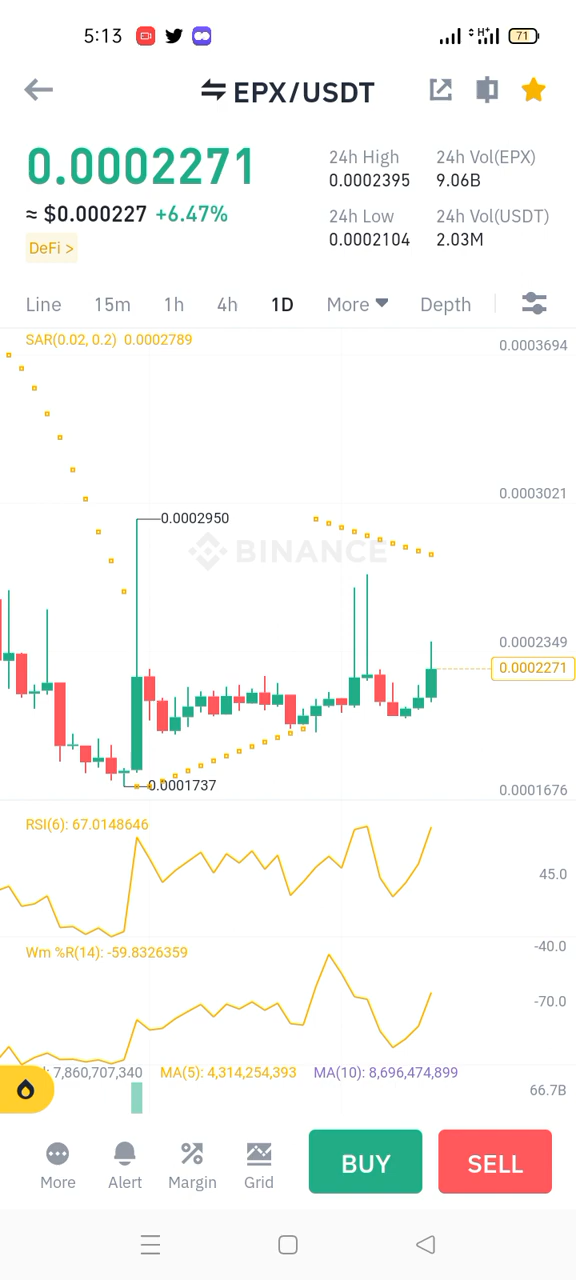 5:13 H+ 71
EPX/USDT
0.0002271
≈ $0.000227 +6.47%
DeFi >
24h High 24h Vol(EPX)
0.0002395 9.06B
24h Low 24h Vol(USDT)
0.0002104 2.03M
Line 15m 1h 4h 1D More Depth
SAR(0.02, 0.2) 0.0002789
0.0003694
0.0003021
0.0002950
BINANCE
0.0002349
0.0002271
0.0001737
0.0001676
RSI(6): 67.0148646
45.0
-40.0
Wm %R(14): -59.8326359
-70.0
: 7,860,707,340 MA(5): 4,314,254,393 MA(10): 8,696,474,899
66.7B
More Alert Margin Grid BUY SELL